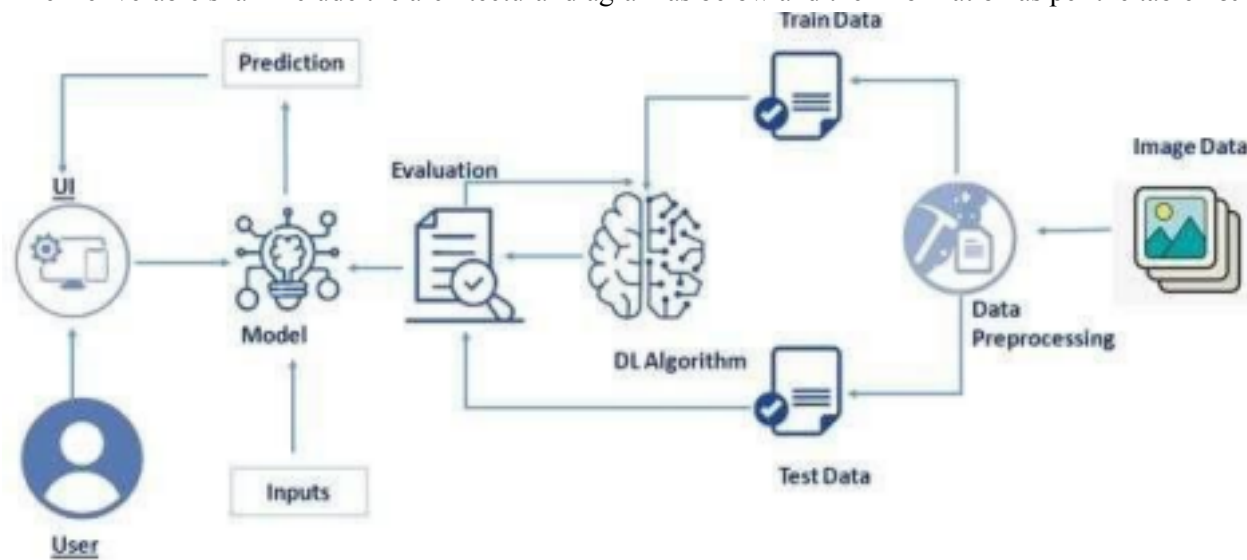 Train Data
Prediction
Image Data
Evaluation
UI
Data
Preprocessing
Model
DL Algorithm
Test Data
Inputs
User